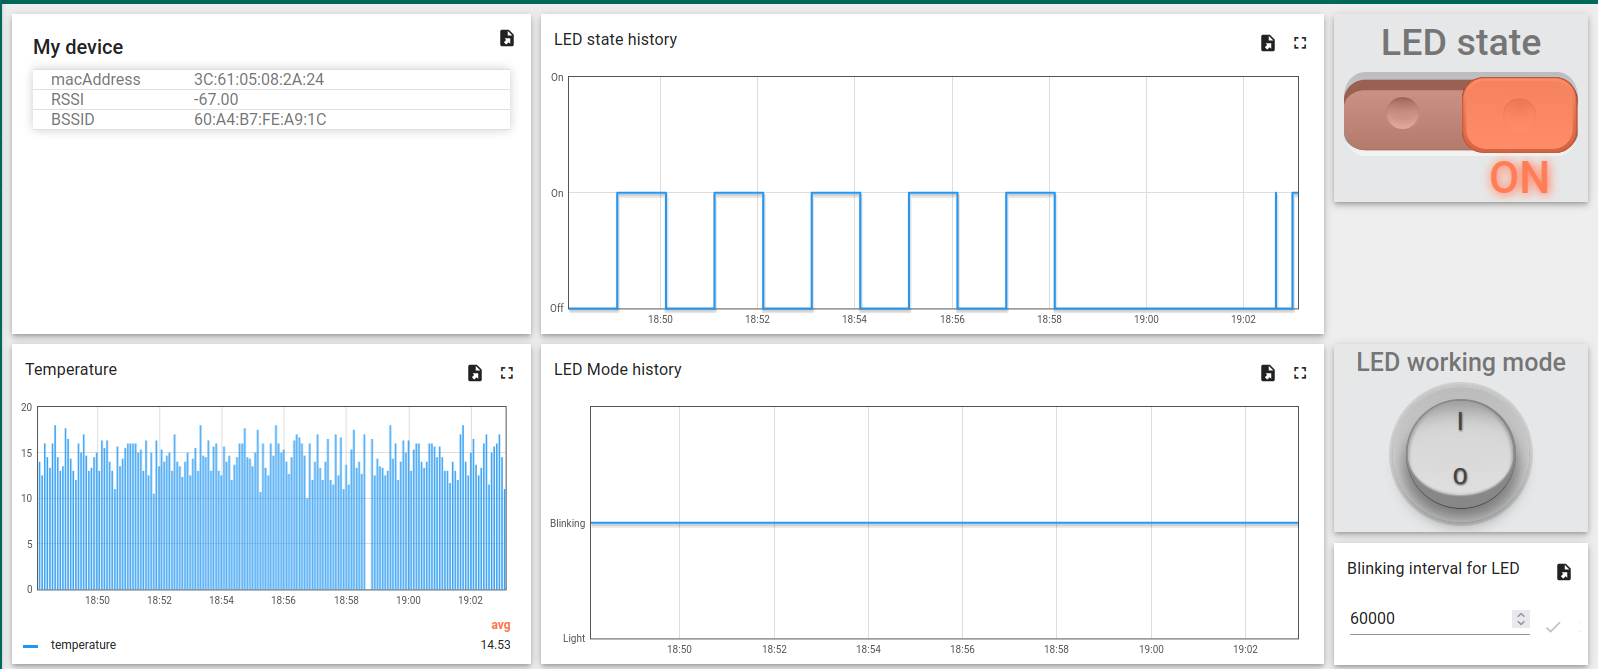 My device
macAddress 3C:61:05:08:2A:24
RSSI -67.00
BSSID 60:A4:B7:FE:A9:1C
LED state history
On
On
Off
18:50 18:52 18:54 18:56 18:58 19:00 19:02
LED state
ON
Temperature
20
15
10
5
0
18:50 18:52 18:54 18:56 18:58 19:00 19:02
avg
temperature 14.53
LED Mode history
Blinking
Light
18:50 18:52 18:54 18:56 18:58 19:00 19:02
LED working mode
I
O
Blinking interval for LED
60000